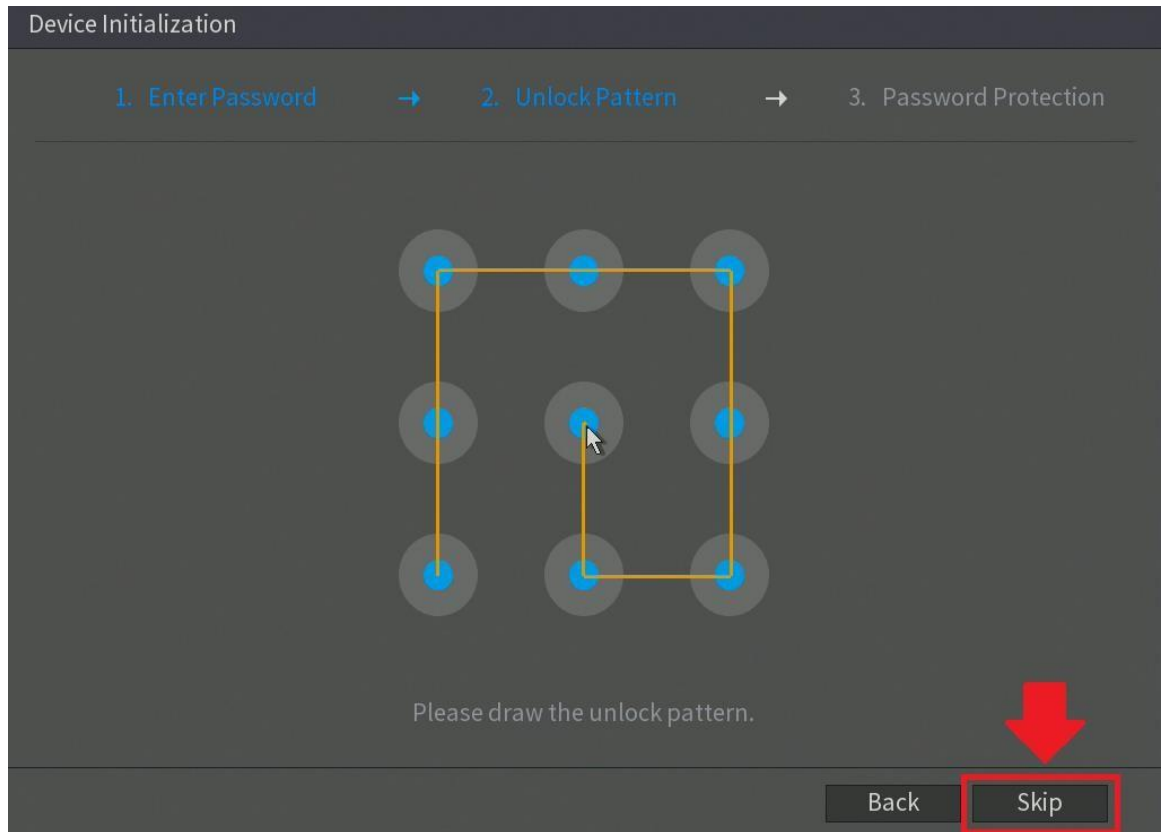 Device Initialization
1. Enter Password → 2. Unlock Pattern → 3. Password Protection
Please draw the unlock pattern.
Back Skip